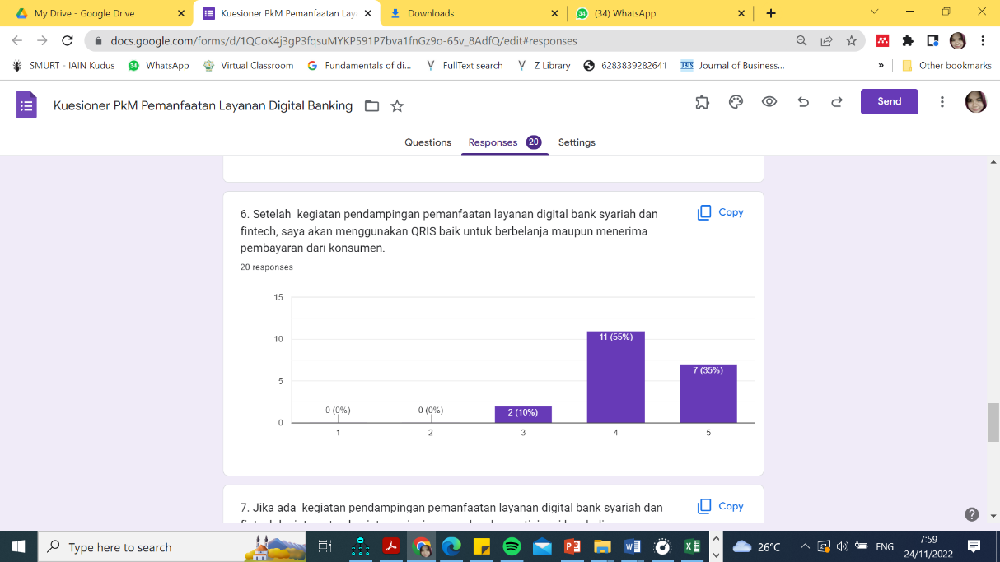 My Drive - Google Drive
Kuesioner PkM Pemanfaatan Lay
Downloads
(34) WhatsApp
docs.google.com/forms/d/1QCoK4j3gP3fqsuMYKP591P7bva1fnGz9o-65v_8AdfQ/edit#responses
SMURT - IAIN Kudus
WhatsApp
Virtual Classroom
Fundamentals of di...
FullText search
Z Library
6283839282641
JBIS
Journal of Business...
»
Other bookmarks
Kuesioner PkM Pemanfaatan Layanan Digital Banking
Send
Questions
Responses 20
Settings
6. Setelah kegiatan pendampingan pemanfaatan layanan digital bank syariah dan
fintech, saya akan menggunakan QRIS baik untuk berbelanja maupun menerima
pembayaran dari konsumen.
Copy
20 responses
15
10
5
0
0 (0%)
0 (0%)
2 (10%)
11 (55%)
7 (35%)
1
2
3
4
5
7. Jika ada kegiatan pendampingan pemanfaatan layanan digital bank syariah dan
Copy
Type here to search
26°C
ENG
7:59
24/11/2022